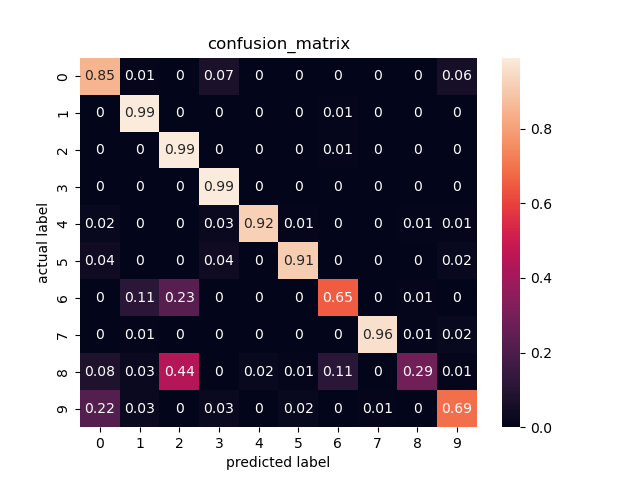 confusion_matrix
0 0.85 0.01 0 0.07 0 0 0 0 0 0.06
1 0 0.99 0 0 0 0 0.01 0 0 0
2 0 0 0.99 0 0 0 0.01 0 0 0
3 0 0 0 0.99 0 0 0 0 0 0
4 0.02 0 0 0.03 0.92 0.01 0 0 0.01 0.01
5 0.04 0 0 0.04 0 0.91 0 0 0 0.02
6 0 0.11 0.23 0 0 0 0.65 0 0.01 0
7 0 0.01 0 0 0 0 0 0.96 0.01 0.02
8 0.08 0.03 0.44 0 0.02 0.01 0.11 0 0.29 0.01
9 0.22 0.03 0 0.03 0 0.02 0 0.01 0 0.69
0 1 2 3 4 5 6 7 8 9
predicted label
actual label
0.8
0.6
0.4
0.2
0.0